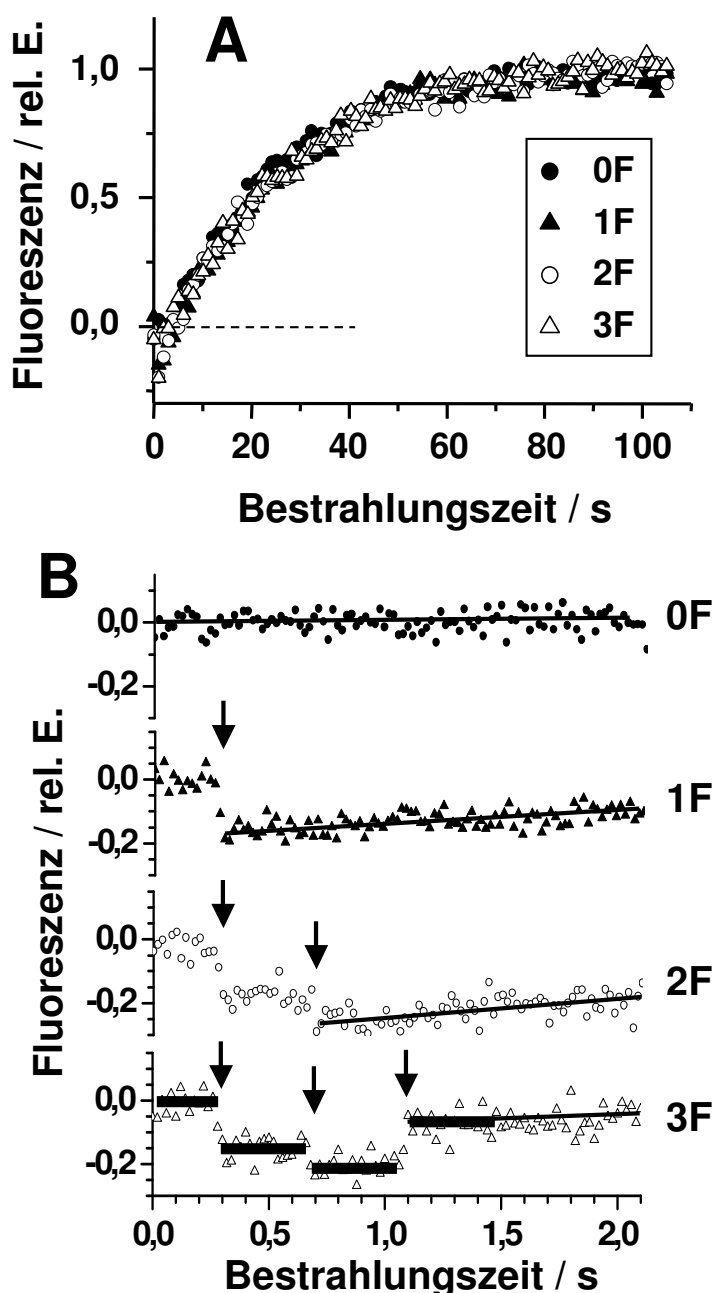 A
Fluoreszenz / rel. E.
1,0
0,5
0,0
0F
1F
2F
3F
0 20 40 60 80 100
Bestrahlungszeit / s
B
Fluoreszenz / rel. E.
0,0
-0,2
0F
0,0
-0,2
1F
0,0
-0,2
2F
0,0
-0,2
3F
0,0 0,5 1,0 1,5 2,0
Bestrahlungszeit / s